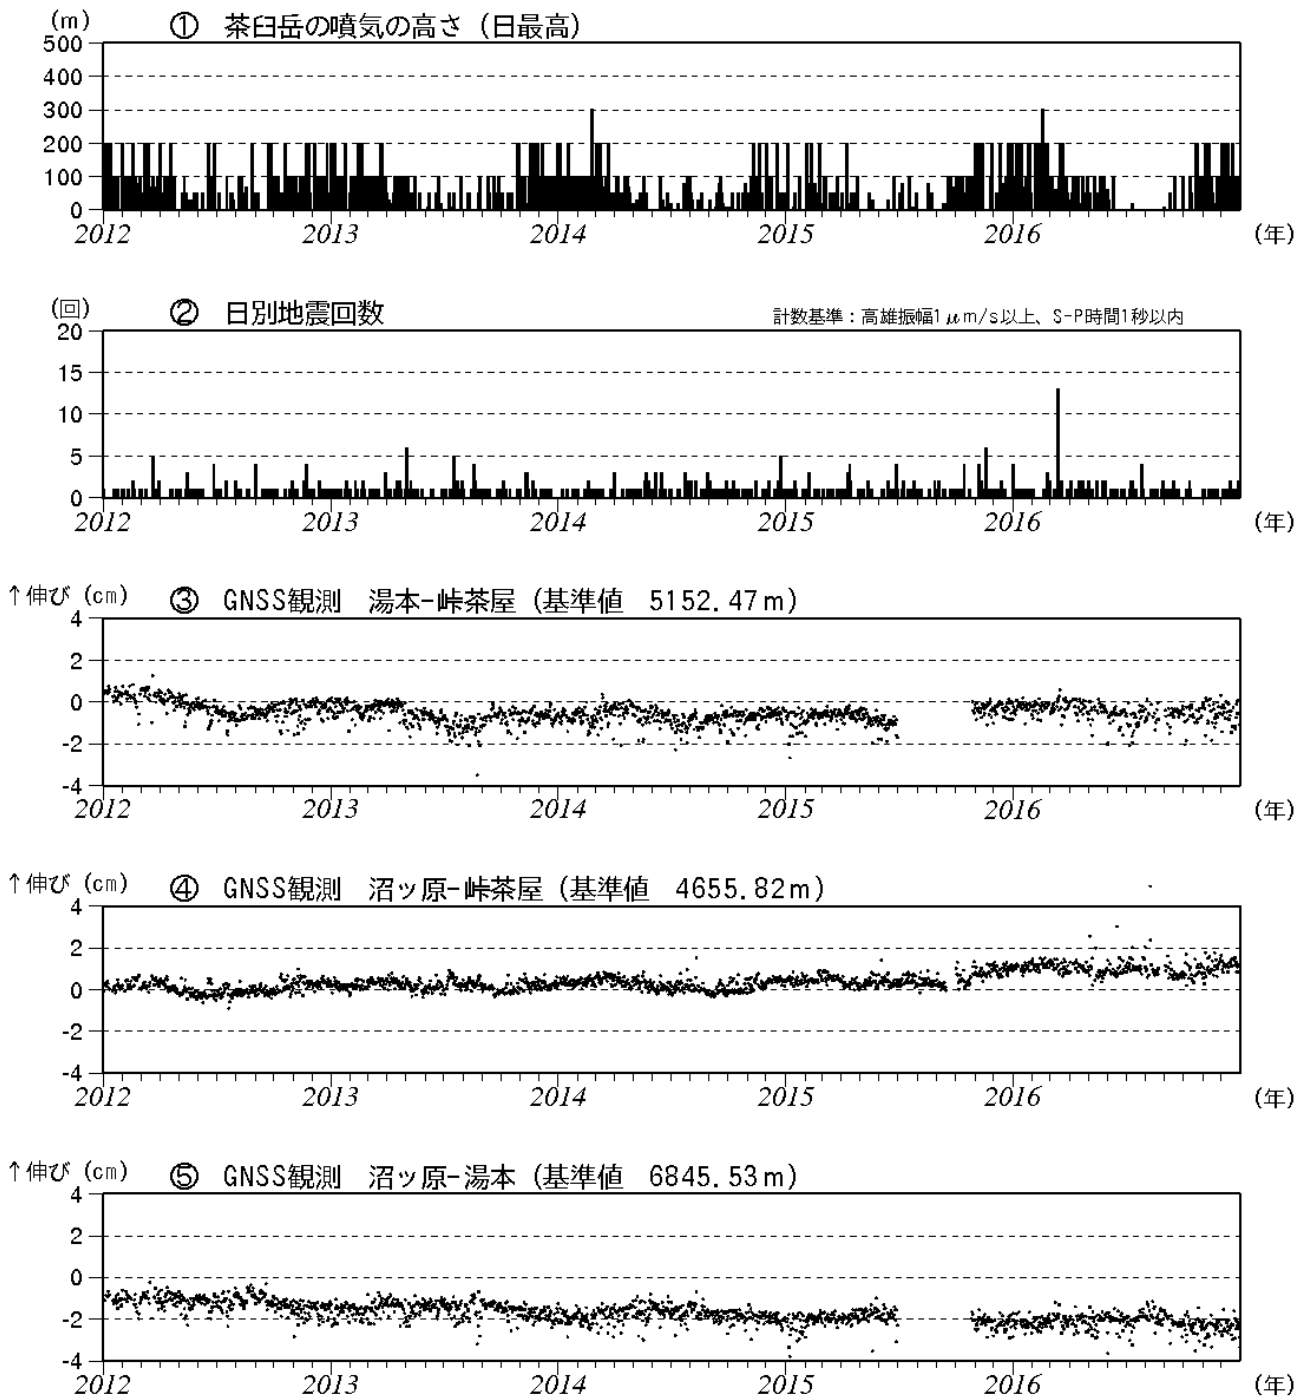 (m) ① 茶臼岳の噴気の高さ (日最高)
500
400
300
200
100
0
2012 2013 2014 2015 2016 (年)
(回) ② 日別地震回数 計数基準：高雄振幅1μm/s以上、S-P時間1秒以内
20
15
10
5
0
2012 2013 2014 2015 2016 (年)
↑伸び (cm) ③ GNSS観測 湯本-峠茶屋 (基準値 5152.47m)
4
2
0
-2
-4
2012 2013 2014 2015 2016 (年)
↑伸び (cm) ④ GNSS観測 沼ッ原-峠茶屋 (基準値 4655.82m)
4
2
0
-2
-4
2012 2013 2014 2015 2016 (年)
↑伸び (cm) ⑤ GNSS観測 沼ッ原-湯本 (基準値 6845.53m)
4
2
0
-2
-4
2012 2013 2014 2015 2016 (年)